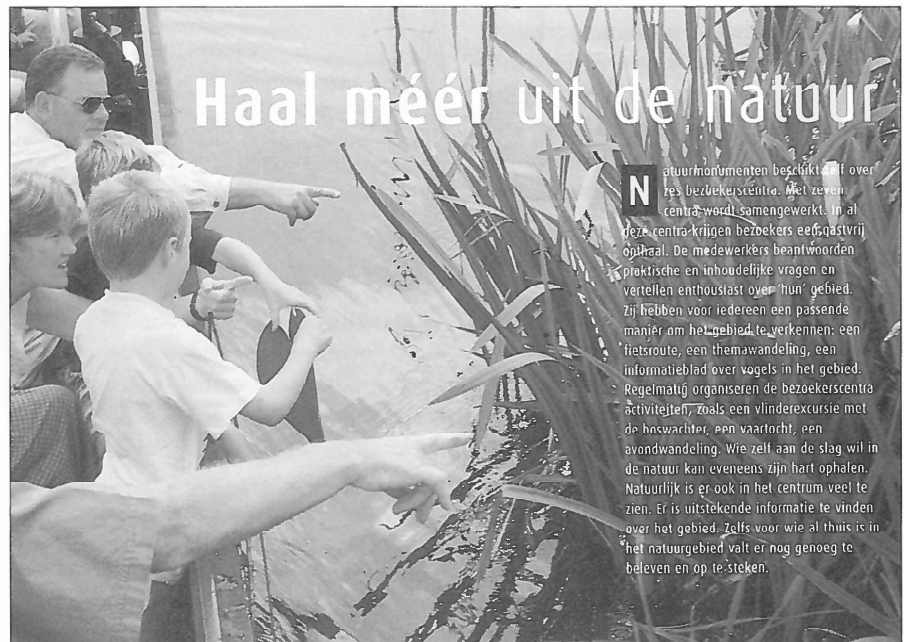 Haal méér uit de natuur
Natuurmonumenten beschikt zelf over
zes bezoekerscentra. Met zeven
centra wordt samengewerkt. In al
deze centra krijgen bezoekers een gastvrij
onthaal. De medewerkers beantwoorden
praktische en inhoudelijke vragen en
vertellen enthousiast over 'hun' gebied.
Zij hebben voor iedereen een passende
manier om het gebied te verkennen: een
fietsroute, een themawandeling, een
informatieblad over vogels in het gebied.
Regelmatig organiseren de bezoekerscentra
activiteiten, zoals een vlinderexcursie met
de boswachter, een vaartocht, een
avondwandeling. Wie zelf aan de slag wil in
de natuur kan eveneens zijn hart ophalen.
Natuurlijk is er ook in het centrum veel te
zien. Er is uitstekende informatie te vinden
over het gebied. Zelfs voor wie al thuis is in
het natuurgebied valt er nog genoeg te
beleven en op te steken.